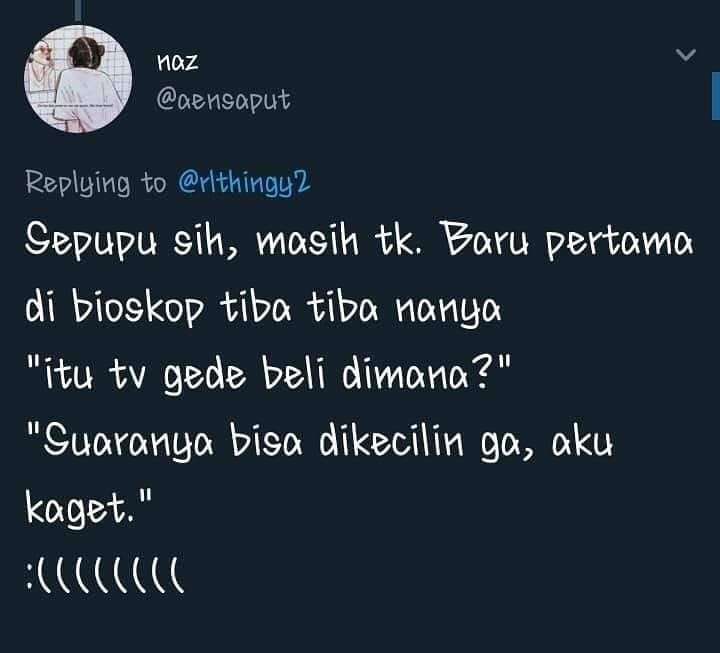 naz
@aensaput
Replying to @rlthingy2
Sepupu sih, masih tk. Baru pertama
di bioskop tiba tiba nanya
"itu tv gede beli dimana?"
"Suaranya bisa dikecilin ga, aku
kaget."
:((((((((